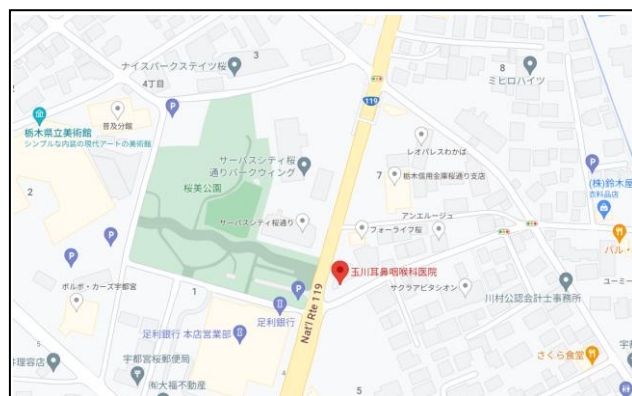 ナイスパークステイツ桜
3
8
ミヒロハイツ
4丁目
P
119
普及分館
栃木県立美術館
シンプルな内装の現代アートの美術館
レオパレスわかば
サーパスシティ桜
通りパークウィング
P
2
7
栃木信用金庫桜通り支店
(株)鈴木屋
衣料品店
桜美公園
アンエルージュ
サーパスシティ桜通り
フォーライフ桜
P
バル・
P
玉川耳鼻咽喉科医院
ボルボ・カーズ宇都宮
1
P
サクラアビタシオン
川村公認会計士事務所
ユーミー
足利銀行
Nat'l Rte 119
足利銀行 本店営業部
5
宇都宮桜郵便局
宇都
理容店
さくら食堂
㈲大福不動産
4
5